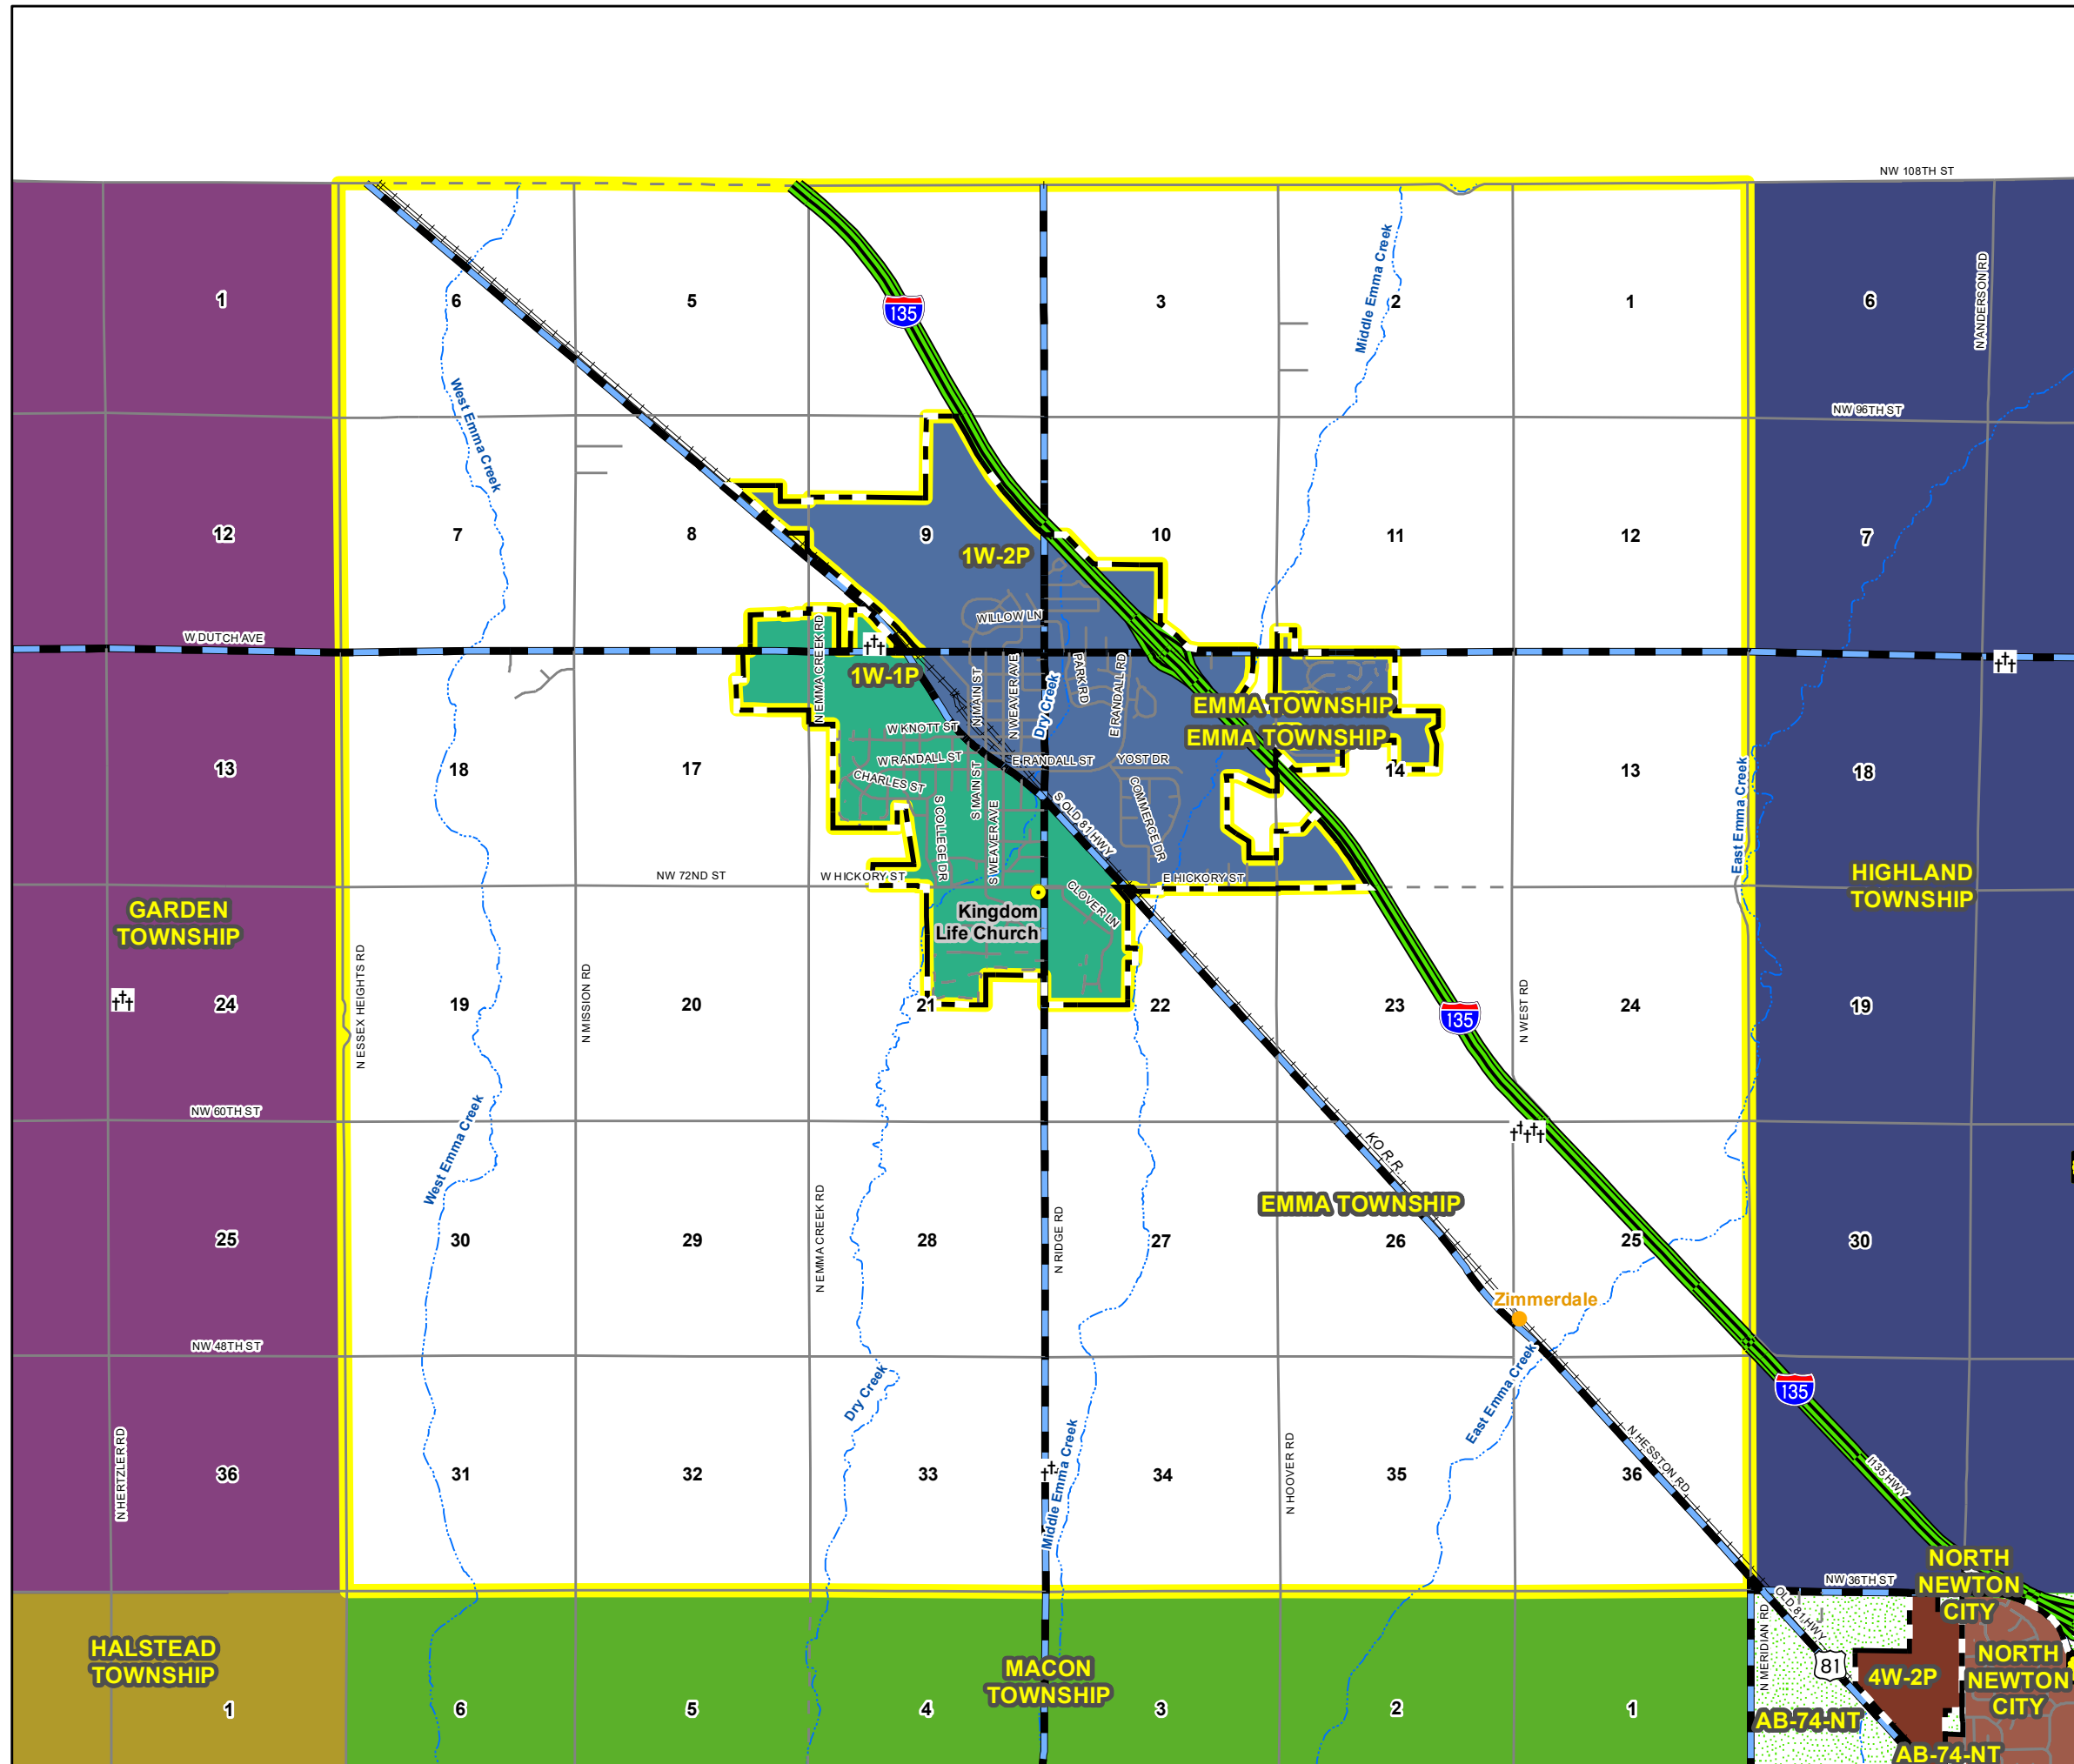 NW 108TH ST
N ANDERSON RD
1
6
5
135
3
Middle Emma Creek
2
1
6
West Emma Creek
NW 96TH ST
12
7
8
9
10
11
12
7
1W-2P
WILLOW LN
W DUTCH AVE
N EMMA CREEK RD
1W-1P
N MAIN ST
N WEAVER AVE
Dry Creek
PARK RD
E RANDALL RD
EMMA TOWNSHIP
EMMA TOWNSHIP
W KNOTT ST
W RANDALL ST
E RANDALL ST
YOST DR
CHARLES ST
13
18
17
14
13
18
S COLLEGE DR
S MAIN ST
S WEAVER AVE
S OLD 81 HWY
COMMERCE DR
East Emma Creek
NW 72ND ST
W HICKORY ST
E HICKORY ST
CLOVER LN
HIGHLAND
TOWNSHIP
GARDEN
TOWNSHIP
Kingdom
Life Church
N ESSEX HEIGHTS RD
N MISSION RD
24
19
20
21
22
23
135
N WEST RD
24
19
NW 60TH ST
West Emma Creek
KO R.R.
EMMA TOWNSHIP
N EMMA CREEK RD
N RIDGE RD
25
30
29
28
27
26
25
30
Zimmerdale
NW 48TH ST
Dry Creek
East Emma Creek
135
N HERTZLER RD
Middle Emma Creek
N HOOVER RD
N HESSTON RD
I135 HWY
36
31
32
33
34
35
36
NORTH
NEWTON
CITY
NW 36TH ST
OLD 81 HWY
N MERIDIAN RD
HALSTEAD
TOWNSHIP
MACON
TOWNSHIP
81
4W-2P
NORTH
NEWTON
CITY
1
6
5
4
3
2
1
AB-74-NT
AB-74-NT